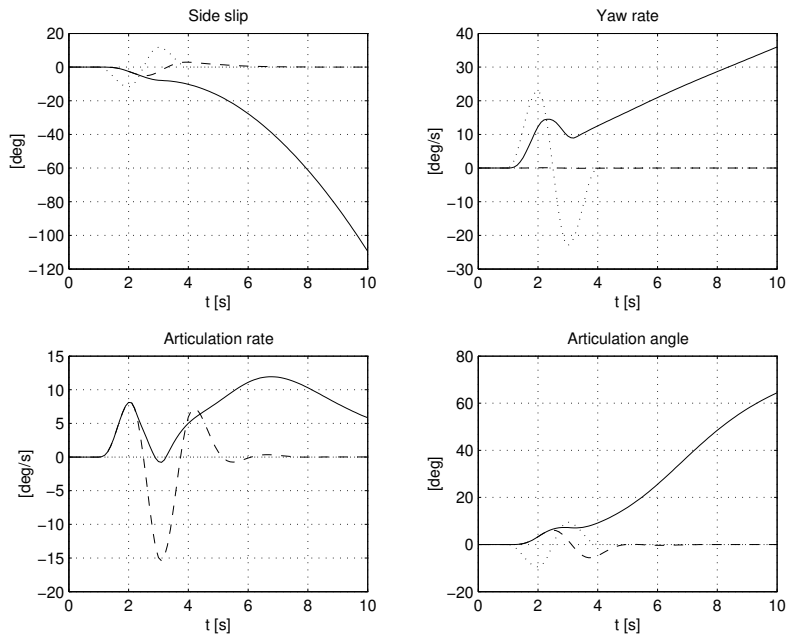 Side slip
20
0
−20
−40
−60
−80
−100
−120
[deg]
0 2 4 6 8 10
t [s]
Yaw rate
40
30
20
10
0
−10
−20
−30
[deg/s]
0 2 4 6 8 10
t [s]
Articulation rate
15
10
5
0
−5
−10
−15
−20
[deg/s]
0 2 4 6 8 10
t [s]
Articulation angle
80
60
40
20
0
−20
[deg]
0 2 4 6 8 10
t [s]